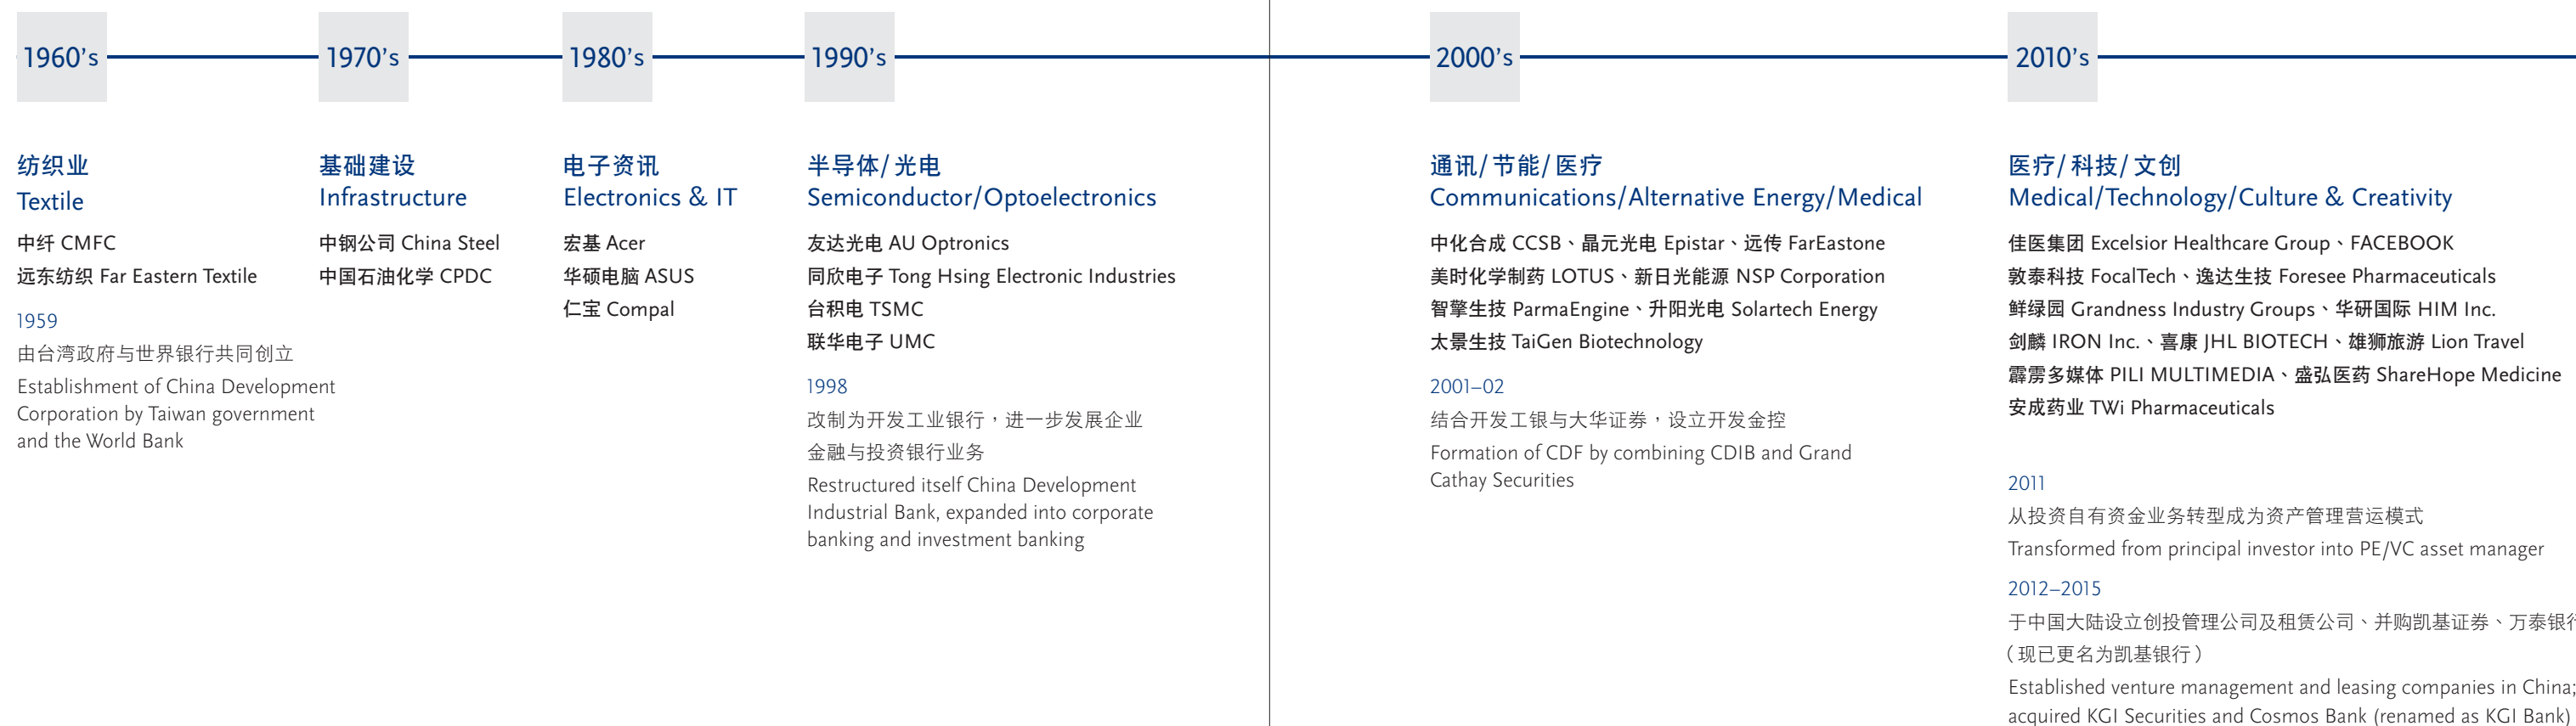 1960’s
纺织业
Textile
中纤 CMFC
远东纺织 Far Eastern Textile
1959
由台湾政府与世界银行共同创立
Establishment of China Development
Corporation by Taiwan government
and the World Bank
1970’s
基础建设
Infrastructure
中钢公司 China Steel
中国石油化学 CPDC
1980’s
电子资讯
Electronics & IT
宏基 Acer
华硕电脑 ASUS
仁宝 Compal
1990’s
半导体/光电
Semiconductor/Optoelectronics
友达光电 AU Optronics
同欣电子 Tong Hsing Electronic Industries
台积电 TSMC
联华电子 UMC
1998
改制为开发工业银行，进一步发展企业
金融与投资银行业务
Restructured itself China Development
Industrial Bank, expanded into corporate
banking and investment banking
2000’s
通讯/节能/医疗
Communications/Alternative Energy/Medical
中化合成 CCSB、晶元光电 Epistar、远传 FarEastone
美时化学制药 LOTUS、新日光能源 NSP Corporation
智擎生技 ParmaEngine、升阳光电 Solartech Energy
太景生技 TaiGen Biotechnology
2001–02
结合开发工银与大华证券，设立开发金控
Formation of CDF by combining CDIB and Grand
Cathay Securities
2010’s
医疗/科技/文创
Medical/Technology/Culture & Creativity
佳医集团 Excelsior Healthcare Group、FACEBOOK
敦泰科技 FocalTech、逸达生技 Foresee Pharmaceuticals
鲜绿园 Grandness Industry Groups、华研国际 HIM Inc.
剑麟 IRON Inc.、喜康 JHL BIOTECH、雄狮旅游 Lion Travel
霹雳多媒体 PILI MULTIMEDIA、盛弘医药 ShareHope Medicine
安成药业 TWi Pharmaceuticals
2011
从投资自有资金业务转型成为资产管理营运模式
Transformed from principal investor into PE/VC asset manager
2012–2015
于中国大陆设立创投管理公司及租赁公司、并购凯基证券、万泰银行
（现已更名为凯基银行）
Established venture management and leasing companies in China;
acquired KGI Securities and Cosmos Bank (renamed as KGI Bank)